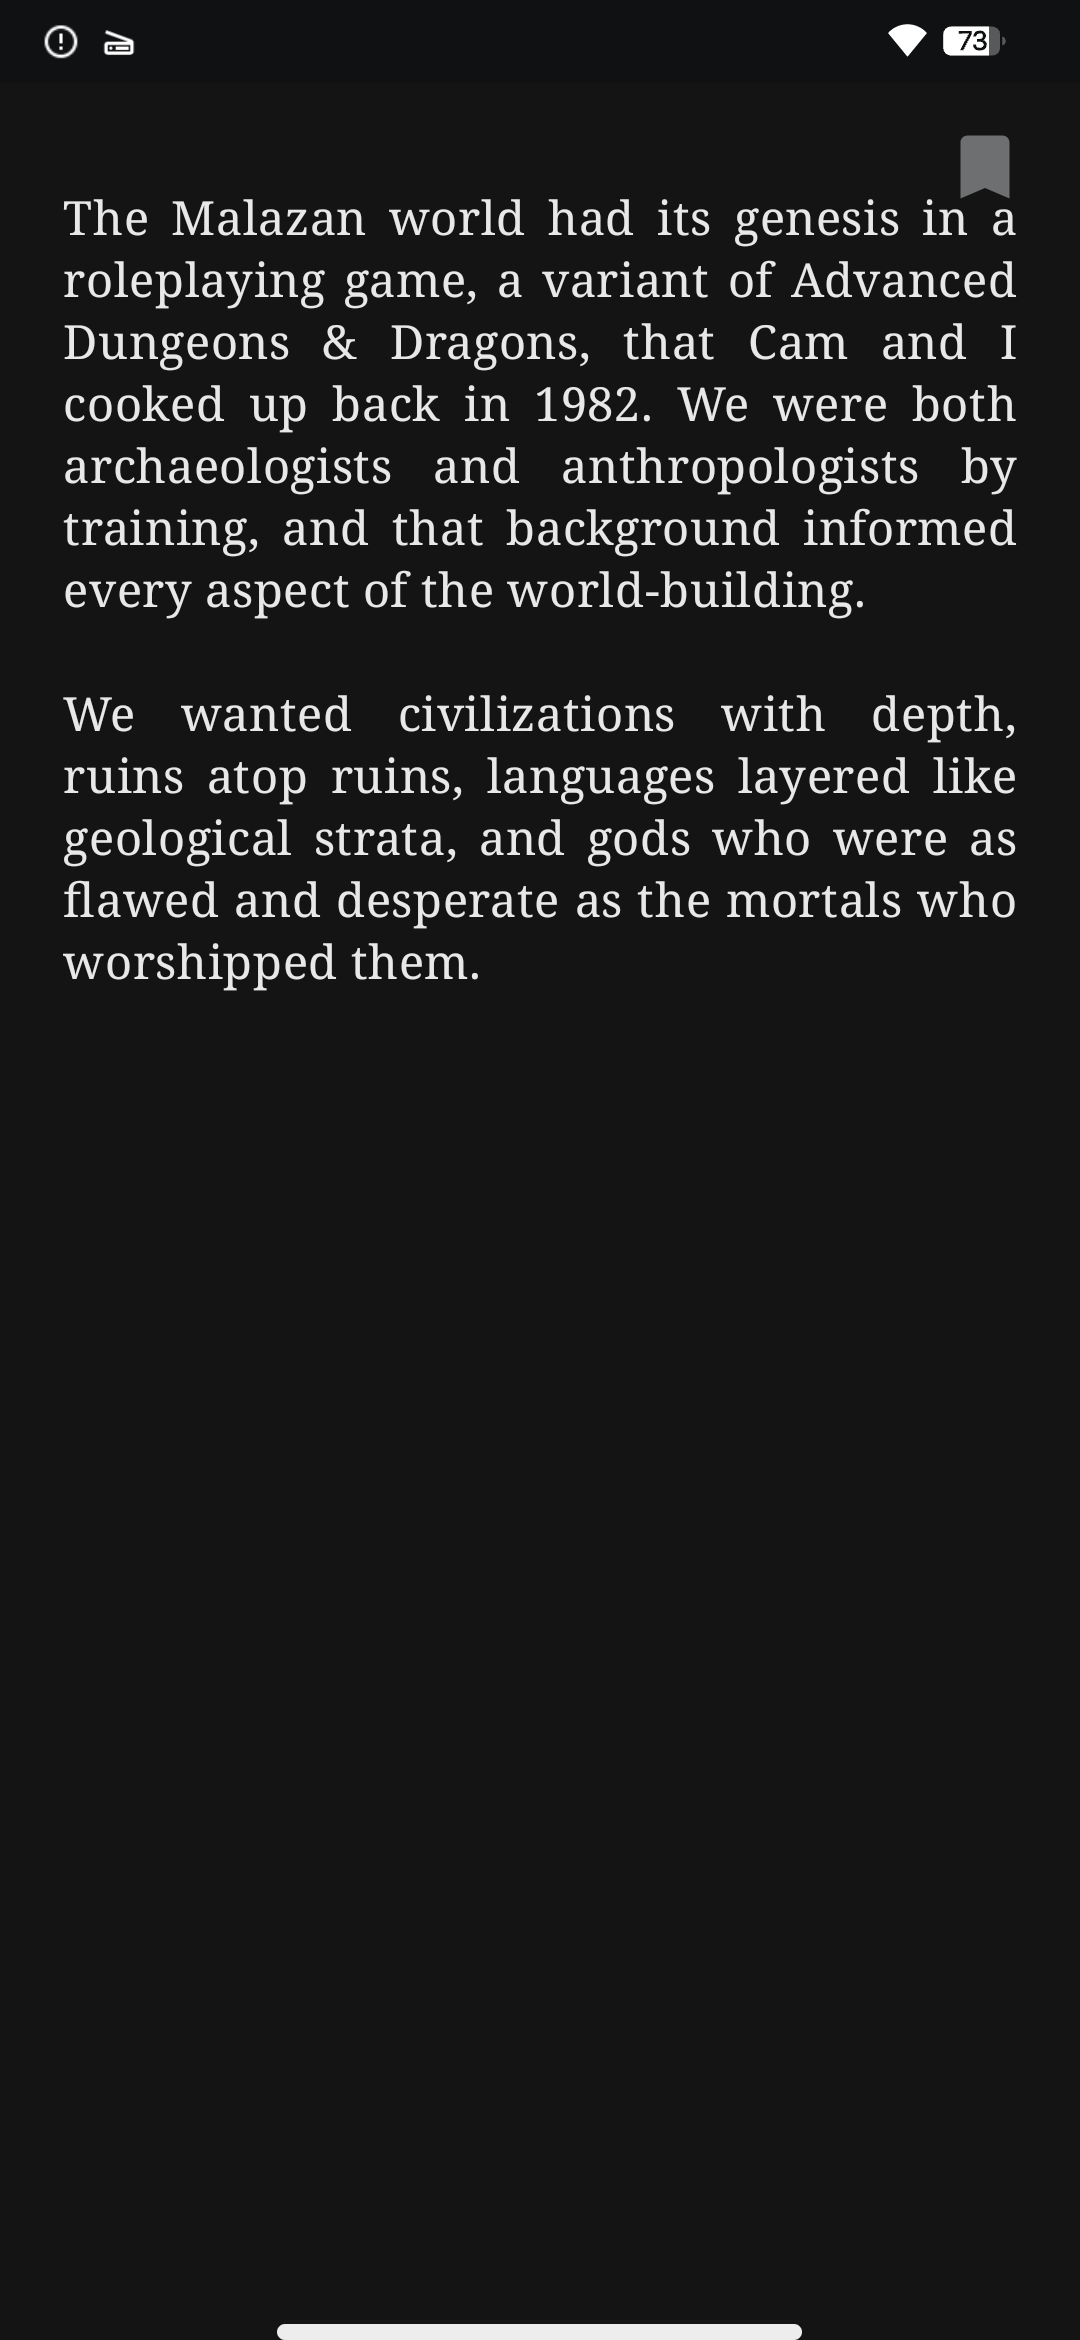 73
The Malazan world had its genesis in a
roleplaying game, a variant of Advanced
Dungeons & Dragons, that Cam and I
cooked up back in 1982. We were both
archaeologists and anthropologists by
training, and that background informed
every aspect of the world-building.
We wanted civilizations with depth,
ruins atop ruins, languages layered like
geological strata, and gods who were as
flawed and desperate as the mortals who
worshipped them.